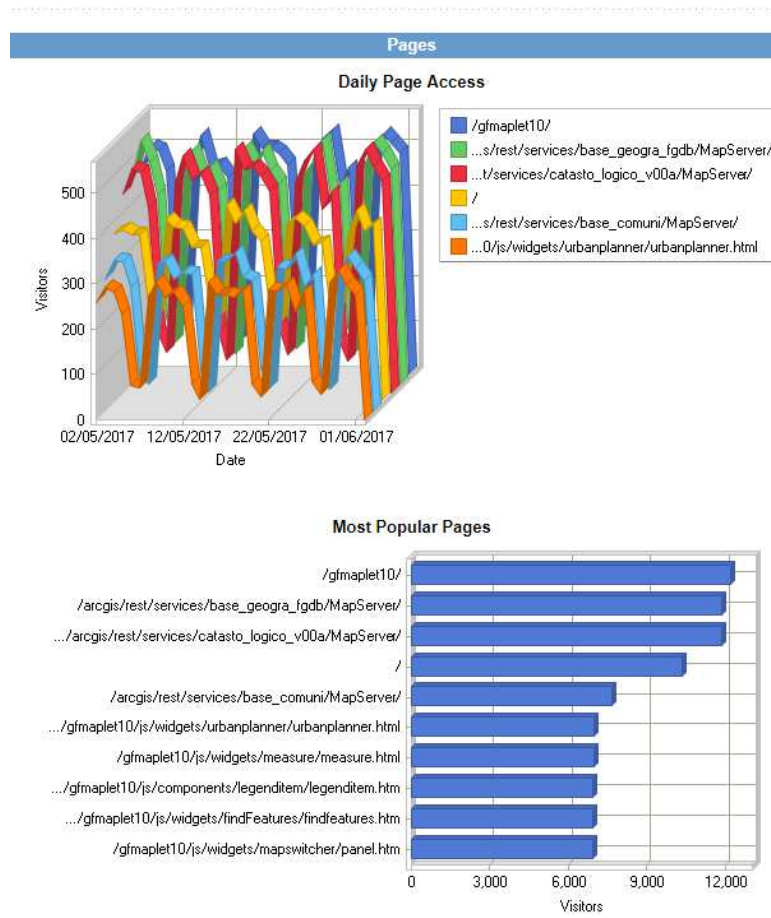 Pages
Daily Page Access
500
400
300
200
100
0
Visitors
02/05/2017
12/05/2017
22/05/2017
01/06/2017
Date
/gfmaplet10/
...s/rest/services/base_geogra_fgdb/MapServer/
...t/services/catasto_logico_v00a/MapServer/
/
...s/rest/services/base_comuni/MapServer/
...0/js/widgets/urbanplanner/urbanplanner.html
Most Popular Pages
/gfmaplet10/
/arcgis/rest/services/base_geogra_fgdb/MapServer/
.../arcgis/rest/services/catasto_logico_v00a/MapServer/
/
/arcgis/rest/services/base_comuni/MapServer/
.../gfmaplet10/js/widgets/urbanplanner/urbanplanner.html
/gfmaplet10/js/widgets/measure/measure.html
.../gfmaplet10/js/components/legenditem/legenditem.htm
.../gfmaplet10/js/widgets/findFeatures/findfeatures.htm
/gfmaplet10/js/widgets/mapswitcher/panel.htm
0
3,000
6,000
9,000
12,000
Visitors